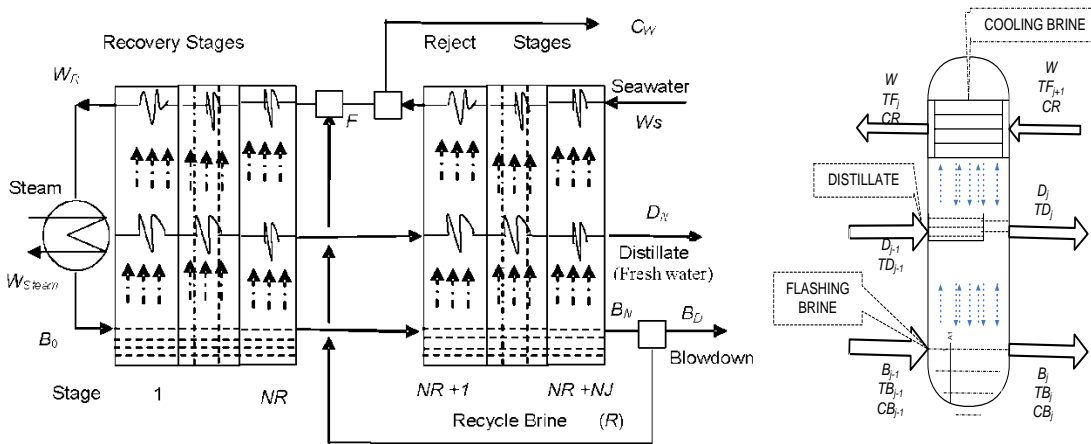 Recovery Stages
Reject Stages
C_W
W_R
F
Seawater
Ws
Steam
W_Steam
D_N
Distillate
(Fresh water)
B_0
B_N
B_D
Blowdown
Stage 1 NR NR +1 NR +NJ
Recycle Brine (R)
COOLING BRINE
W
TF_j
CR
W
TF_j+1
CR
DISTILLATE
D_j-1
TD_j-1
D_j
TD_j
FLASHING
BRINE
B_j-1
TB_j-1
CB_j-1
B_j
TB_j
CB_j